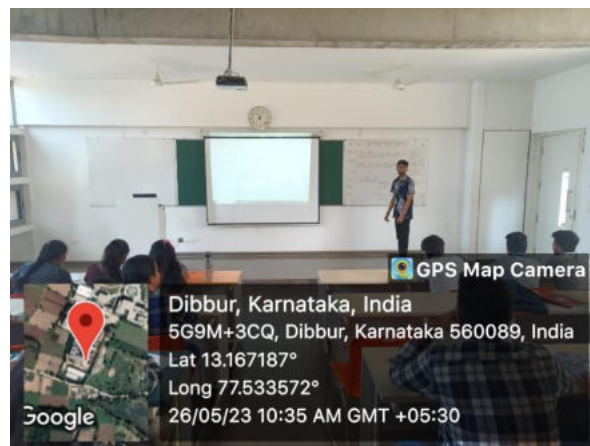 GPS Map Camera
Dibbur, Karnataka, India
5G9M+3CQ, Dibbur, Karnataka 560089, India
Lat 13.167187°
Long 77.533572°
26/05/23 10:35 AM GMT +05:30
Google